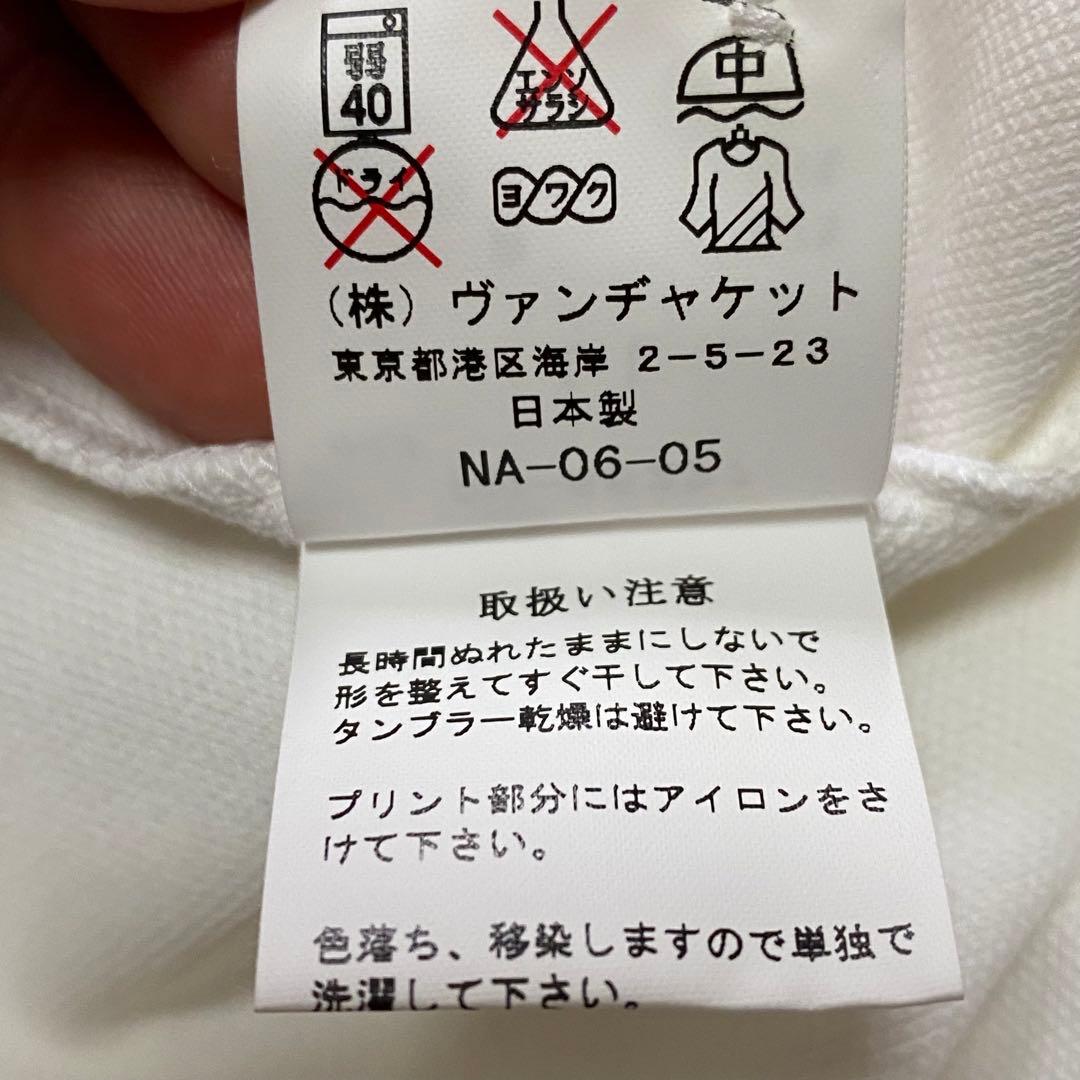 弱
40
エンソ
サラシ
中
ドライ
ヨワク
(株) ヴァンヂャケット
東京都港区海岸 2-5-23
日本製
NA-06-05
取扱い注意
長時間ぬれたままにしないで
形を整えてすぐ干して下さい。
タンブラー乾燥は避けて下さい。
プリント部分にはアイロンをさ
けて下さい。
色落ち、移染しますので単独で
洗濯して下さい。